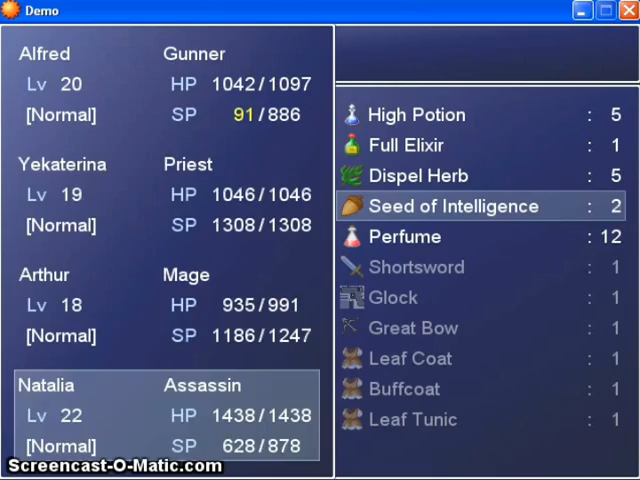 Demo
Alfred Gunner
Lv 20 HP 1042/1097
[Normal] SP 91/886
Yekaterina Priest
Lv 19 HP 1046/1046
[Normal] SP 1308/1308
Arthur Mage
Lv 18 HP 935/991
[Normal] SP 1186/1247
Natalia Assassin
Lv 22 HP 1438/1438
[Normal] SP 628/878
High Potion : 5
Full Elixir : 1
Dispel Herb : 5
Seed of Intelligence : 2
Perfume : 12
Shortsword : 1
Glock : 1
Great Bow : 1
Leaf Coat : 1
Buffcoat : 1
Leaf Tunic : 1
Screencast-O-Matic.com